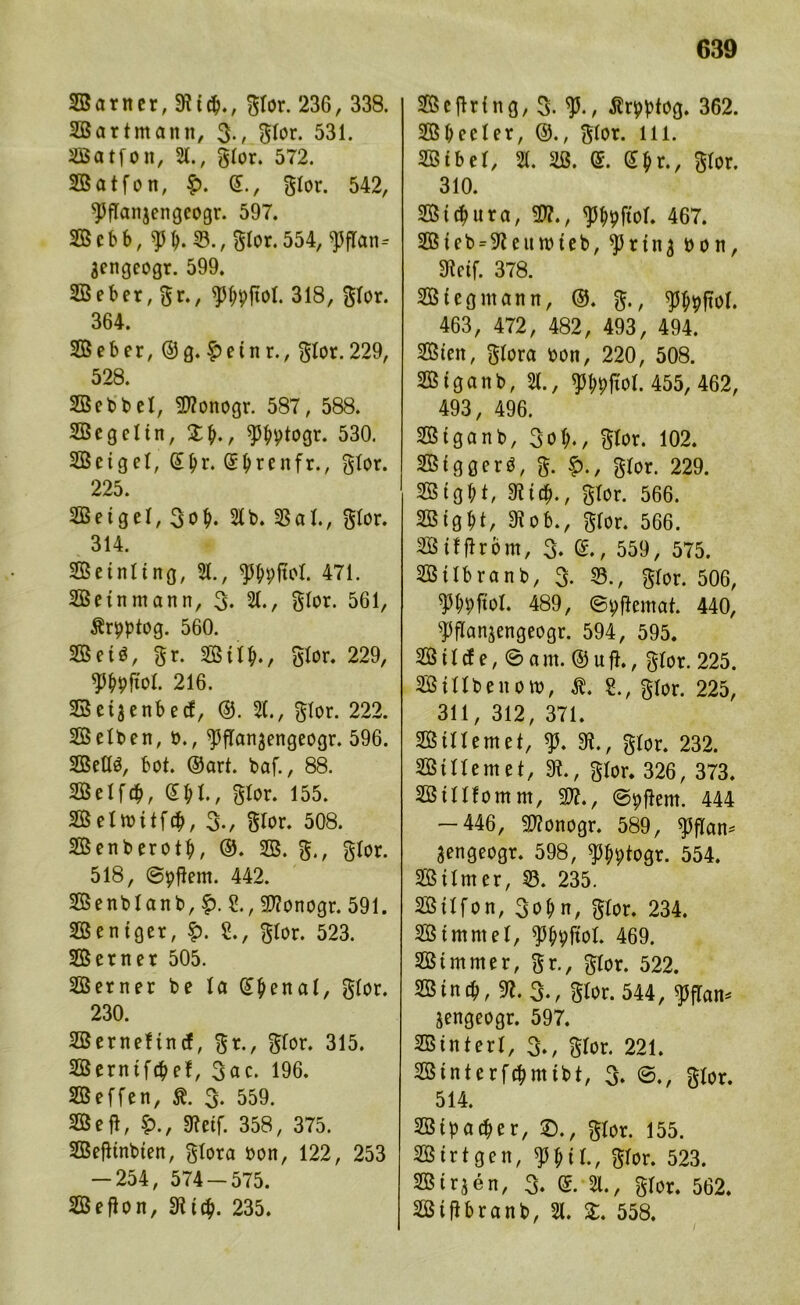 639
Warner, Rich., Flor. 236, 338.
Wartmann, J., Flor. 531.
Watson, A., Flor. 572.
Watson, H. C., Flor. 542,
Pflanzengeogr. 597.
Webb, Ph. B., Flor. 554, Pflan-
zengeogr. 599.
Weber, Fr., Physiol. 318, Flor.
364.
Weber, Gg. Heinr., Flor. 229,
528.
Webbel, Monogr. 587, 588.
Wegelin, Th., Phytogr. 530.
Weigel, Chr. Ehrenfr., Flor.
225.
Weigel, Joh. Ad. Val., Flor.
314.
Weinling, A., Physiol. 471.
Weinmann, J. A., Flor. 561,
Kryptog. 560.
Weis, Fr. Wilh., Flor. 229,
Physiol. 216.
Weizenbeck, G. A., Flor. 222.
Welden, v., Pflanzengeogr. 596.
Wells, bot. Gart. das., 88.
Welsch, Chl., Flor. 155.
Welwitsch, J., Flor. 508.
Wenderoth, G. W. F., Flor.
518, System. 442.
Wendland, H. L., Monogr. 591.
Weniger, H. L., Flor. 523.
Werner 505.
Werner de la Chenal, Flor.
230.
Wernekinck, Fr., Flor. 315.
Wernischek, Jac. 196.
Wessen, K. J. 559.
West, H., Reis. 358, 375.
Westindien, Flora von, 122, 253
—254, 574—575.
Weston, Rich. 235.
Westring, J. P., Kryptog. 362.
Wheeler, G., Flor. 111.
Wibel, A. W. E. Chr., Flor.
310.
Wichura, M., Physiol. 467.
Wied-Neuwied, Prinz von,
Reis. 378.
Wiegmann, G. F., Physiol.
463, 472, 482, 493, 494.
Wien, Flora von, 220, 508.
Wigand, A., Physiol. 455, 462,
493, 496.
Wigand, Joh., Flor. 102.
Wiggers, F. H., Flor. 229.
Wight, Rich., Flor. 566.
Wight, Rob., Flor. 566.
Wikström, J. E., 559, 575.
Wildbrand, J. B., Flor. 506,
Physiol. 489, Systemat. 440,
Pflanzengeogr. 594, 595.
Wilcke, Sam. Gust., Flor. 225.
Willdenow, K. L., Flor. 225,
311, 312, 371.
Willemet, P. R., Flor. 232.
Willemet, R., Flor. 326, 373.
Willkomm, M., System. 444
—446, Monogr. 589, Pflan-
zengeogr. 598, Phytogr. 554.
Wilmer, B. 235.
Wilson, John, Flor. 234.
Wimmel, Physiol. 469.
Wimmer, Fr., Flor. 522.
Winch, N. J., Flor. 544, Pflan-
zengeogr. 597.
Winterl, J., Flor. 221.
Winterschmidt, J. S., Flor.
514.
Wipacher, D., Flor. 155.
Wirtgen, Phil., Flor. 523.
Wirzén, J. E. A., Flor. 562.
Wistbrand, A. T. 558.